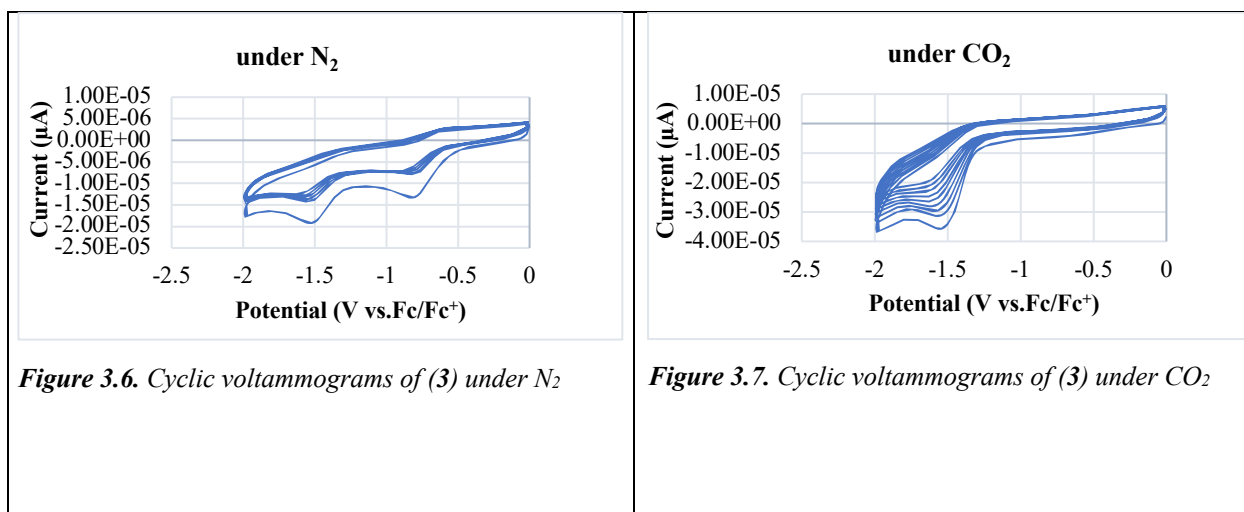 under N₂
1.00E-05
5.00E-06
0.00E+00
-5.00E-06
-1.00E-05
-1.50E-05
-2.00E-05
-2.50E-05
Current (µA)
-2.5 -2 -1.5 -1 -0.5 0
Potential (V vs.Fc/Fc⁺)
Figure 3.6. Cyclic voltammograms of (3) under N₂
under CO₂
1.00E-05
0.00E+00
-1.00E-05
-2.00E-05
-3.00E-05
-4.00E-05
Current (µA)
-2.5 -2 -1.5 -1 -0.5 0
Potential (V vs.Fc/Fc⁺)
Figure 3.7. Cyclic voltammograms of (3) under CO₂